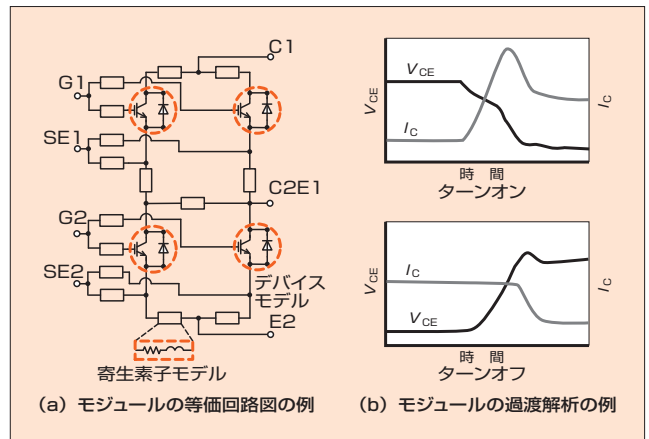 C1
G1
SE1
C2E1
G2
SE2
デバイス
モデル
E2
寄生素子モデル
(a) モジュールの等価回路図の例
VCE
IC
VCE
IC
時 間
ターンオン
VCE
IC
IC
VCE
時 間
ターンオフ
(b) モジュールの過渡解析の例